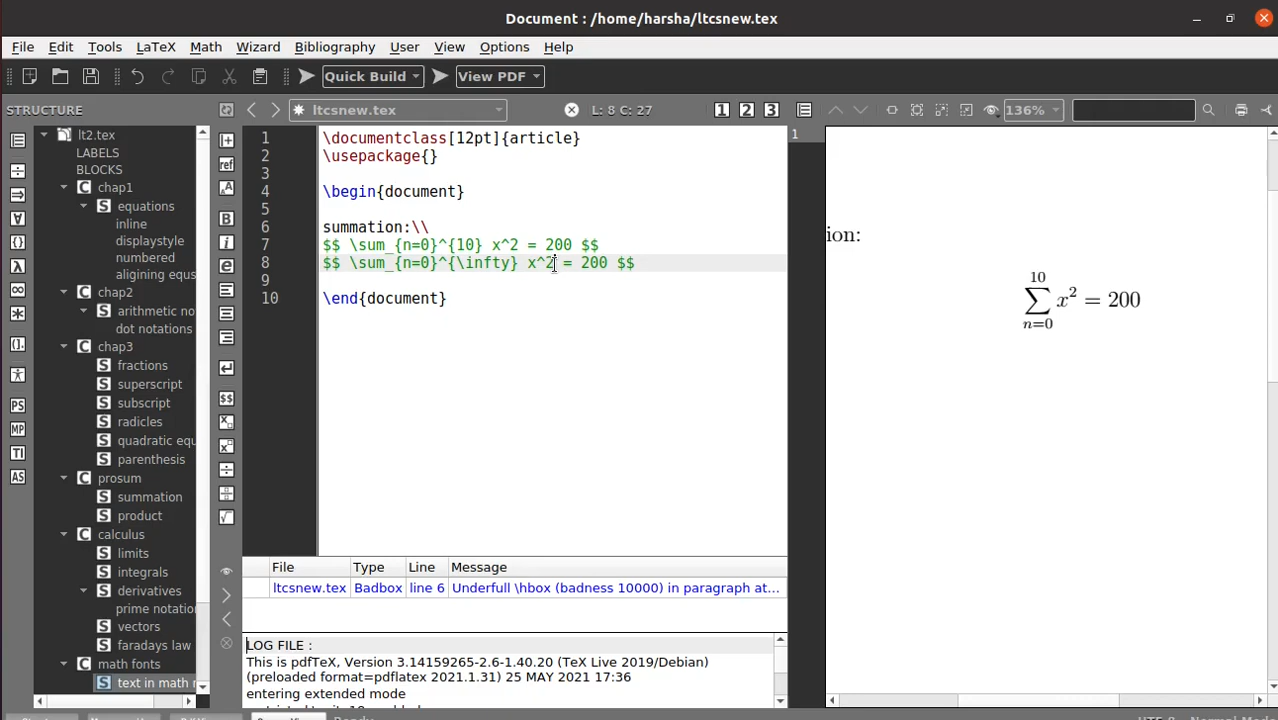 Document : /home/harsha/ltcsnew.tex
File Edit Tools LaTeX Math Wizard Bibliography User View Options Help
Quick Build View PDF
STRUCTURE ltcsnew.tex L: 8 C: 27 1 2 3 136%
lt2.tex
LABELS
BLOCKS
chap1
equations
inline
displaystyle
numbered
aligining equs
chap2
arithmetic no
dot notations
chap3
fractions
superscript
subscript
radicles
quadratic equ
parenthesis
prosum
summation
product
calculus
limits
integrals
derivatives
prime notatio
vectors
faradays law
math fonts
text in math
1 \documentclass[12pt]{article}
2 \usepackage{}
3
4 \begin{document}
5
6 summation:\\
7 $$ \sum_{n=0}^{10} x^2 = 200 $$
8 $$ \sum_{n=0}^{\infty} x^2 = 200 $$
9
10 \end{document}
File Type Line Message
ltcsnew.tex Badbox line 6 Underfull \hbox (badness 10000) in paragraph at...
LOG FILE :
This is pdfTeX, Version 3.14159265-2.6-1.40.20 (TeX Live 2019/Debian)
(preloaded format=pdflatex 2021.1.31) 25 MAY 2021 17:36
entering extended mode
1
ion:
10
∑ x² = 200
n=0